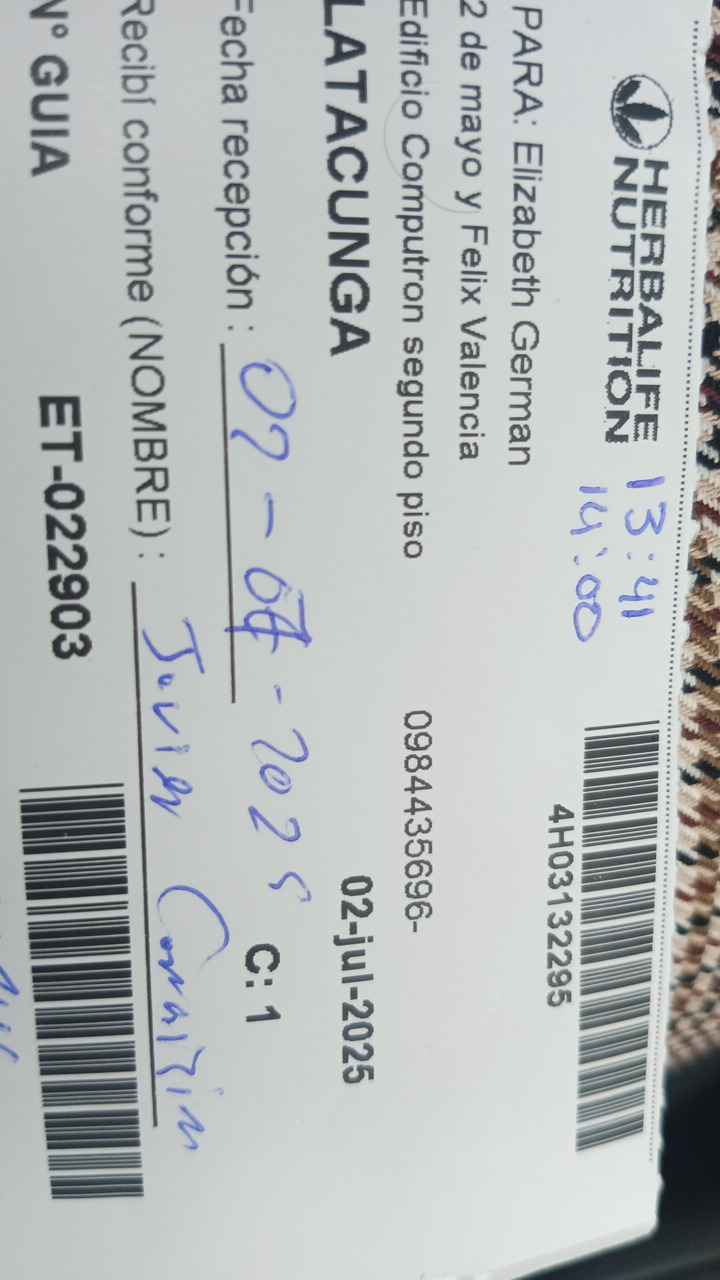 HERBALIFE
NUTRITION
13:41
14:00
4H03132295
PARA: Elizabeth German
2 de mayo y Felix Valencia
Edificio Computron segundo piso 0984435696-
LATACUNGA 02-jul-2025
Fecha recepción : 07-07-2025 C: 1
Recibí conforme (NOMBRE) : Javier
Nº GUIA ET-022903